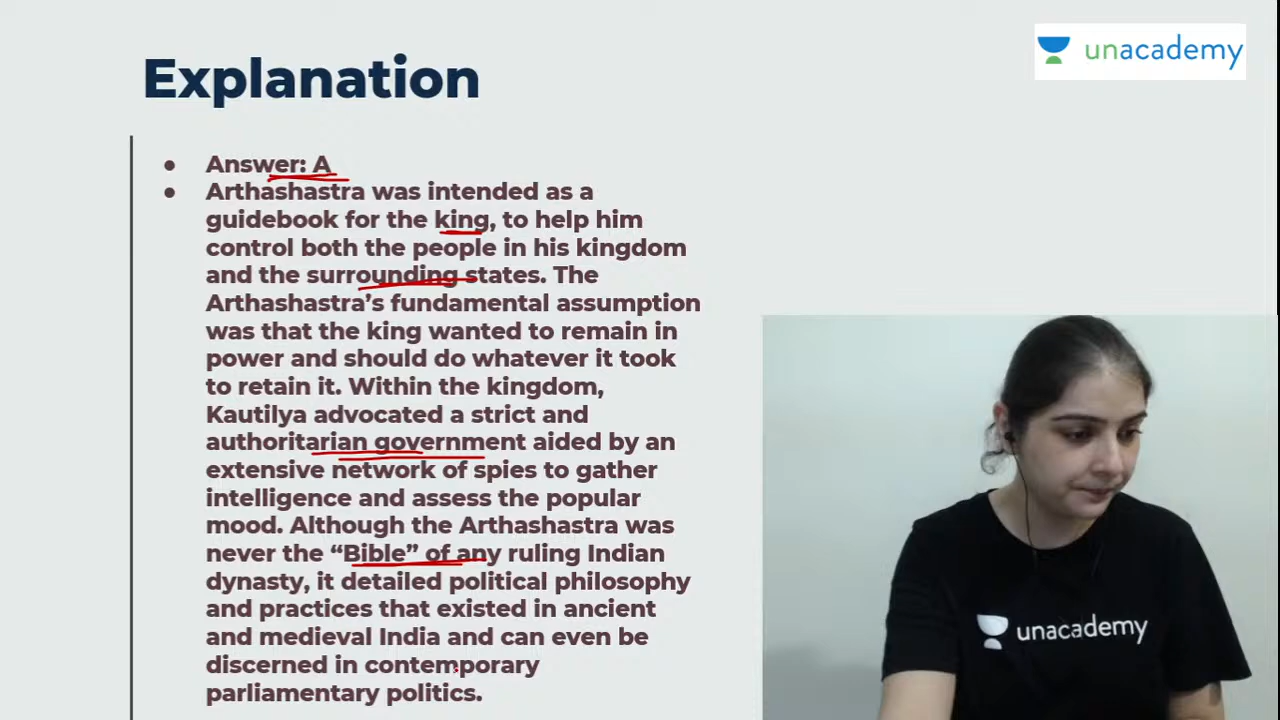 unacademy
Explanation
● Answer: A
● Arthashastra was intended as a
guidebook for the king, to help him
control both the people in his kingdom
and the surrounding states. The
Arthashastra’s fundamental assumption
was that the king wanted to remain in
power and should do whatever it took
to retain it. Within the kingdom,
Kautilya advocated a strict and
authoritarian government aided by an
extensive network of spies to gather
intelligence and assess the popular
mood. Although the Arthashastra was
never the “Bible” of any ruling Indian
dynasty, it detailed political philosophy
and practices that existed in ancient
and medieval India and can even be
discerned in contemporary
parliamentary politics.
unacademy